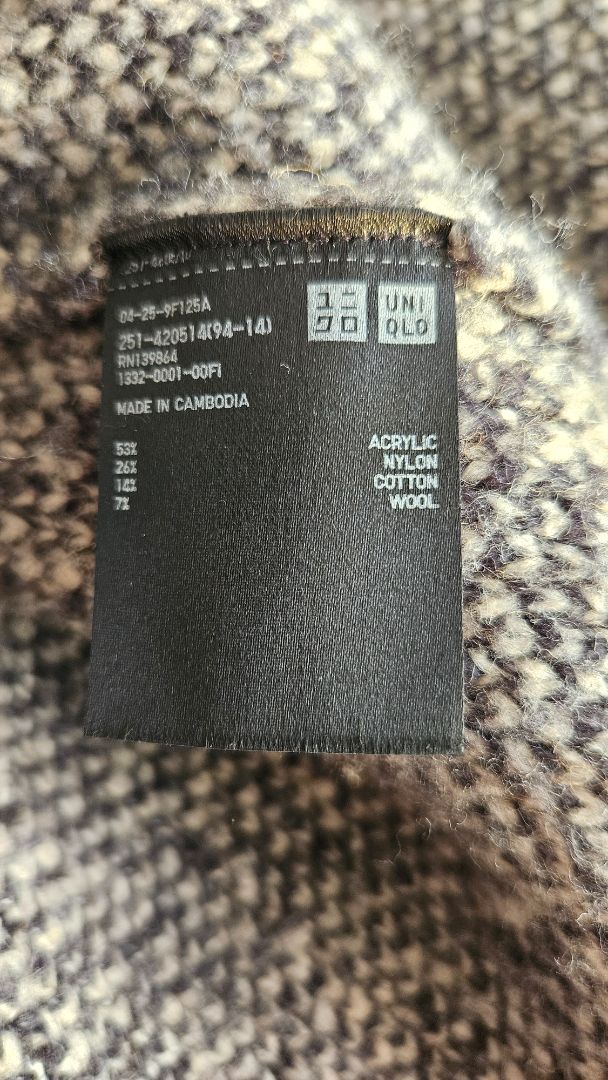 04-25-9F125A
251-420514(94-14)
RN139864
1332-0001-00F1
MADE IN CAMBODIA
ユニ
クロ
UNI
QLO
53% ACRYLIC
26% NYLON
14% COTTON
7% WOOL